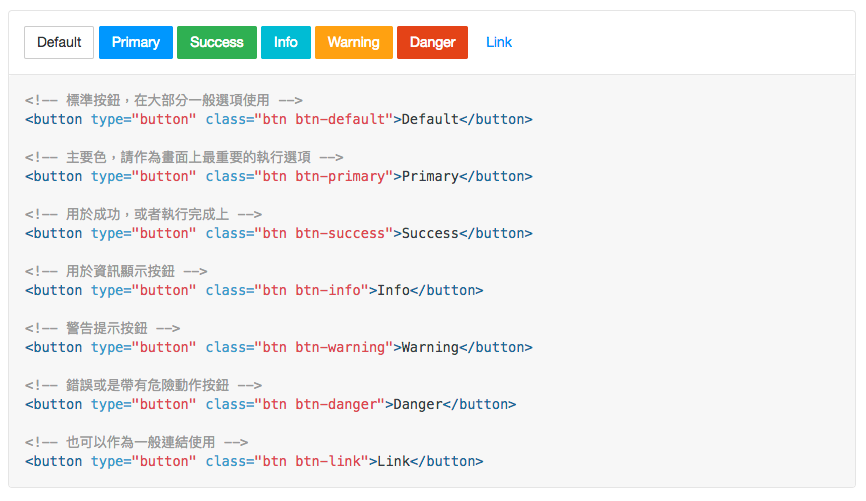 Default Primary Success Info Warning Danger Link
<!-- 標準按鈕，在大部分一般選項使用 -->
<button type="button" class="btn btn-default">Default</button>
<!-- 主要色，請作為畫面上最重要的執行選項 -->
<button type="button" class="btn btn-primary">Primary</button>
<!-- 用於成功，或者執行完成上 -->
<button type="button" class="btn btn-success">Success</button>
<!-- 用於資訊顯示按鈕 -->
<button type="button" class="btn btn-info">Info</button>
<!-- 警告提示按鈕 -->
<button type="button" class="btn btn-warning">Warning</button>
<!-- 錯誤或是帶有危險動作按鈕 -->
<button type="button" class="btn btn-danger">Danger</button>
<!-- 也可以作為一般連結使用 -->
<button type="button" class="btn btn-link">Link</button>